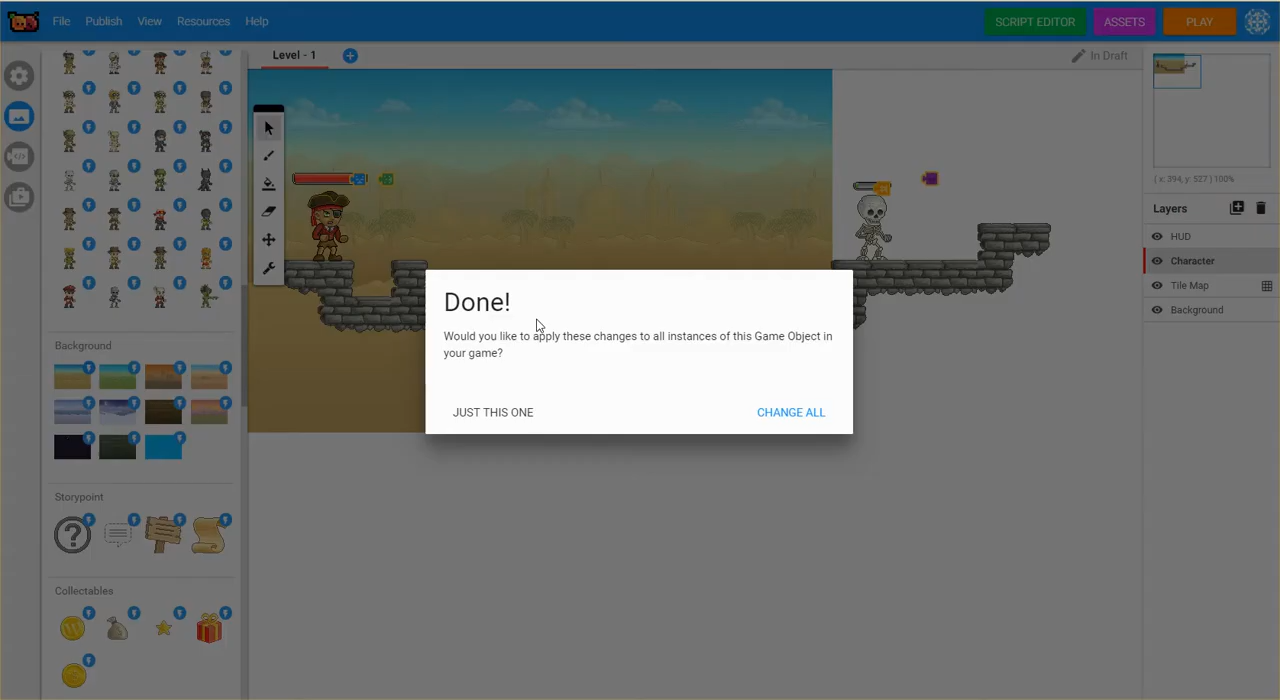 File Publish View Resources Help SCRIPT EDITOR ASSETS PLAY
Level - 1 In Draft
( x: 394, y: 527 ) 100%
Layers
HUD
Character
Tile Map
Background
Background
Storypoint
Collectables
Done!
Would you like to apply these changes to all instances of this Game Object in
your game?
JUST THIS ONE CHANGE ALL